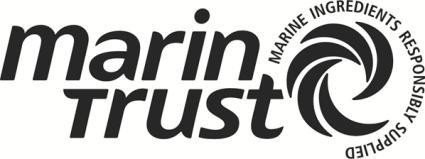 marin
Trust
MARINE INGREDIENTS RESPONSIBLY SUPPLIED